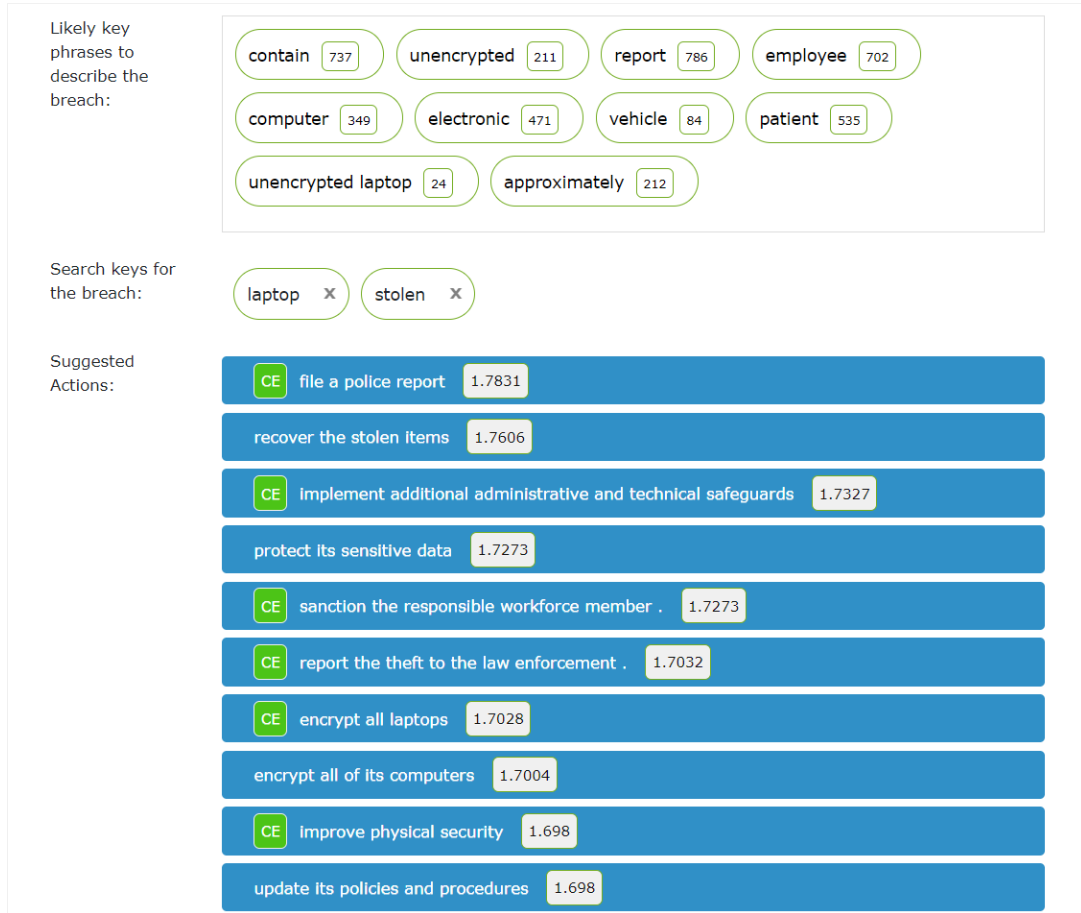 Likely key
phrases to
describe the
breach:
contain 737 unencrypted 211 report 786 employee 702
computer 349 electronic 471 vehicle 84 patient 535
unencrypted laptop 24 approximately 212
Search keys for
the breach:
laptop x stolen x
Suggested
Actions:
CE file a police report 1.7831
recover the stolen items 1.7606
CE implement additional administrative and technical safeguards 1.7327
protect its sensitive data 1.7273
CE sanction the responsible workforce member . 1.7273
CE report the theft to the law enforcement . 1.7032
CE encrypt all laptops 1.7028
encrypt all of its computers 1.7004
CE improve physical security 1.698
update its policies and procedures 1.698